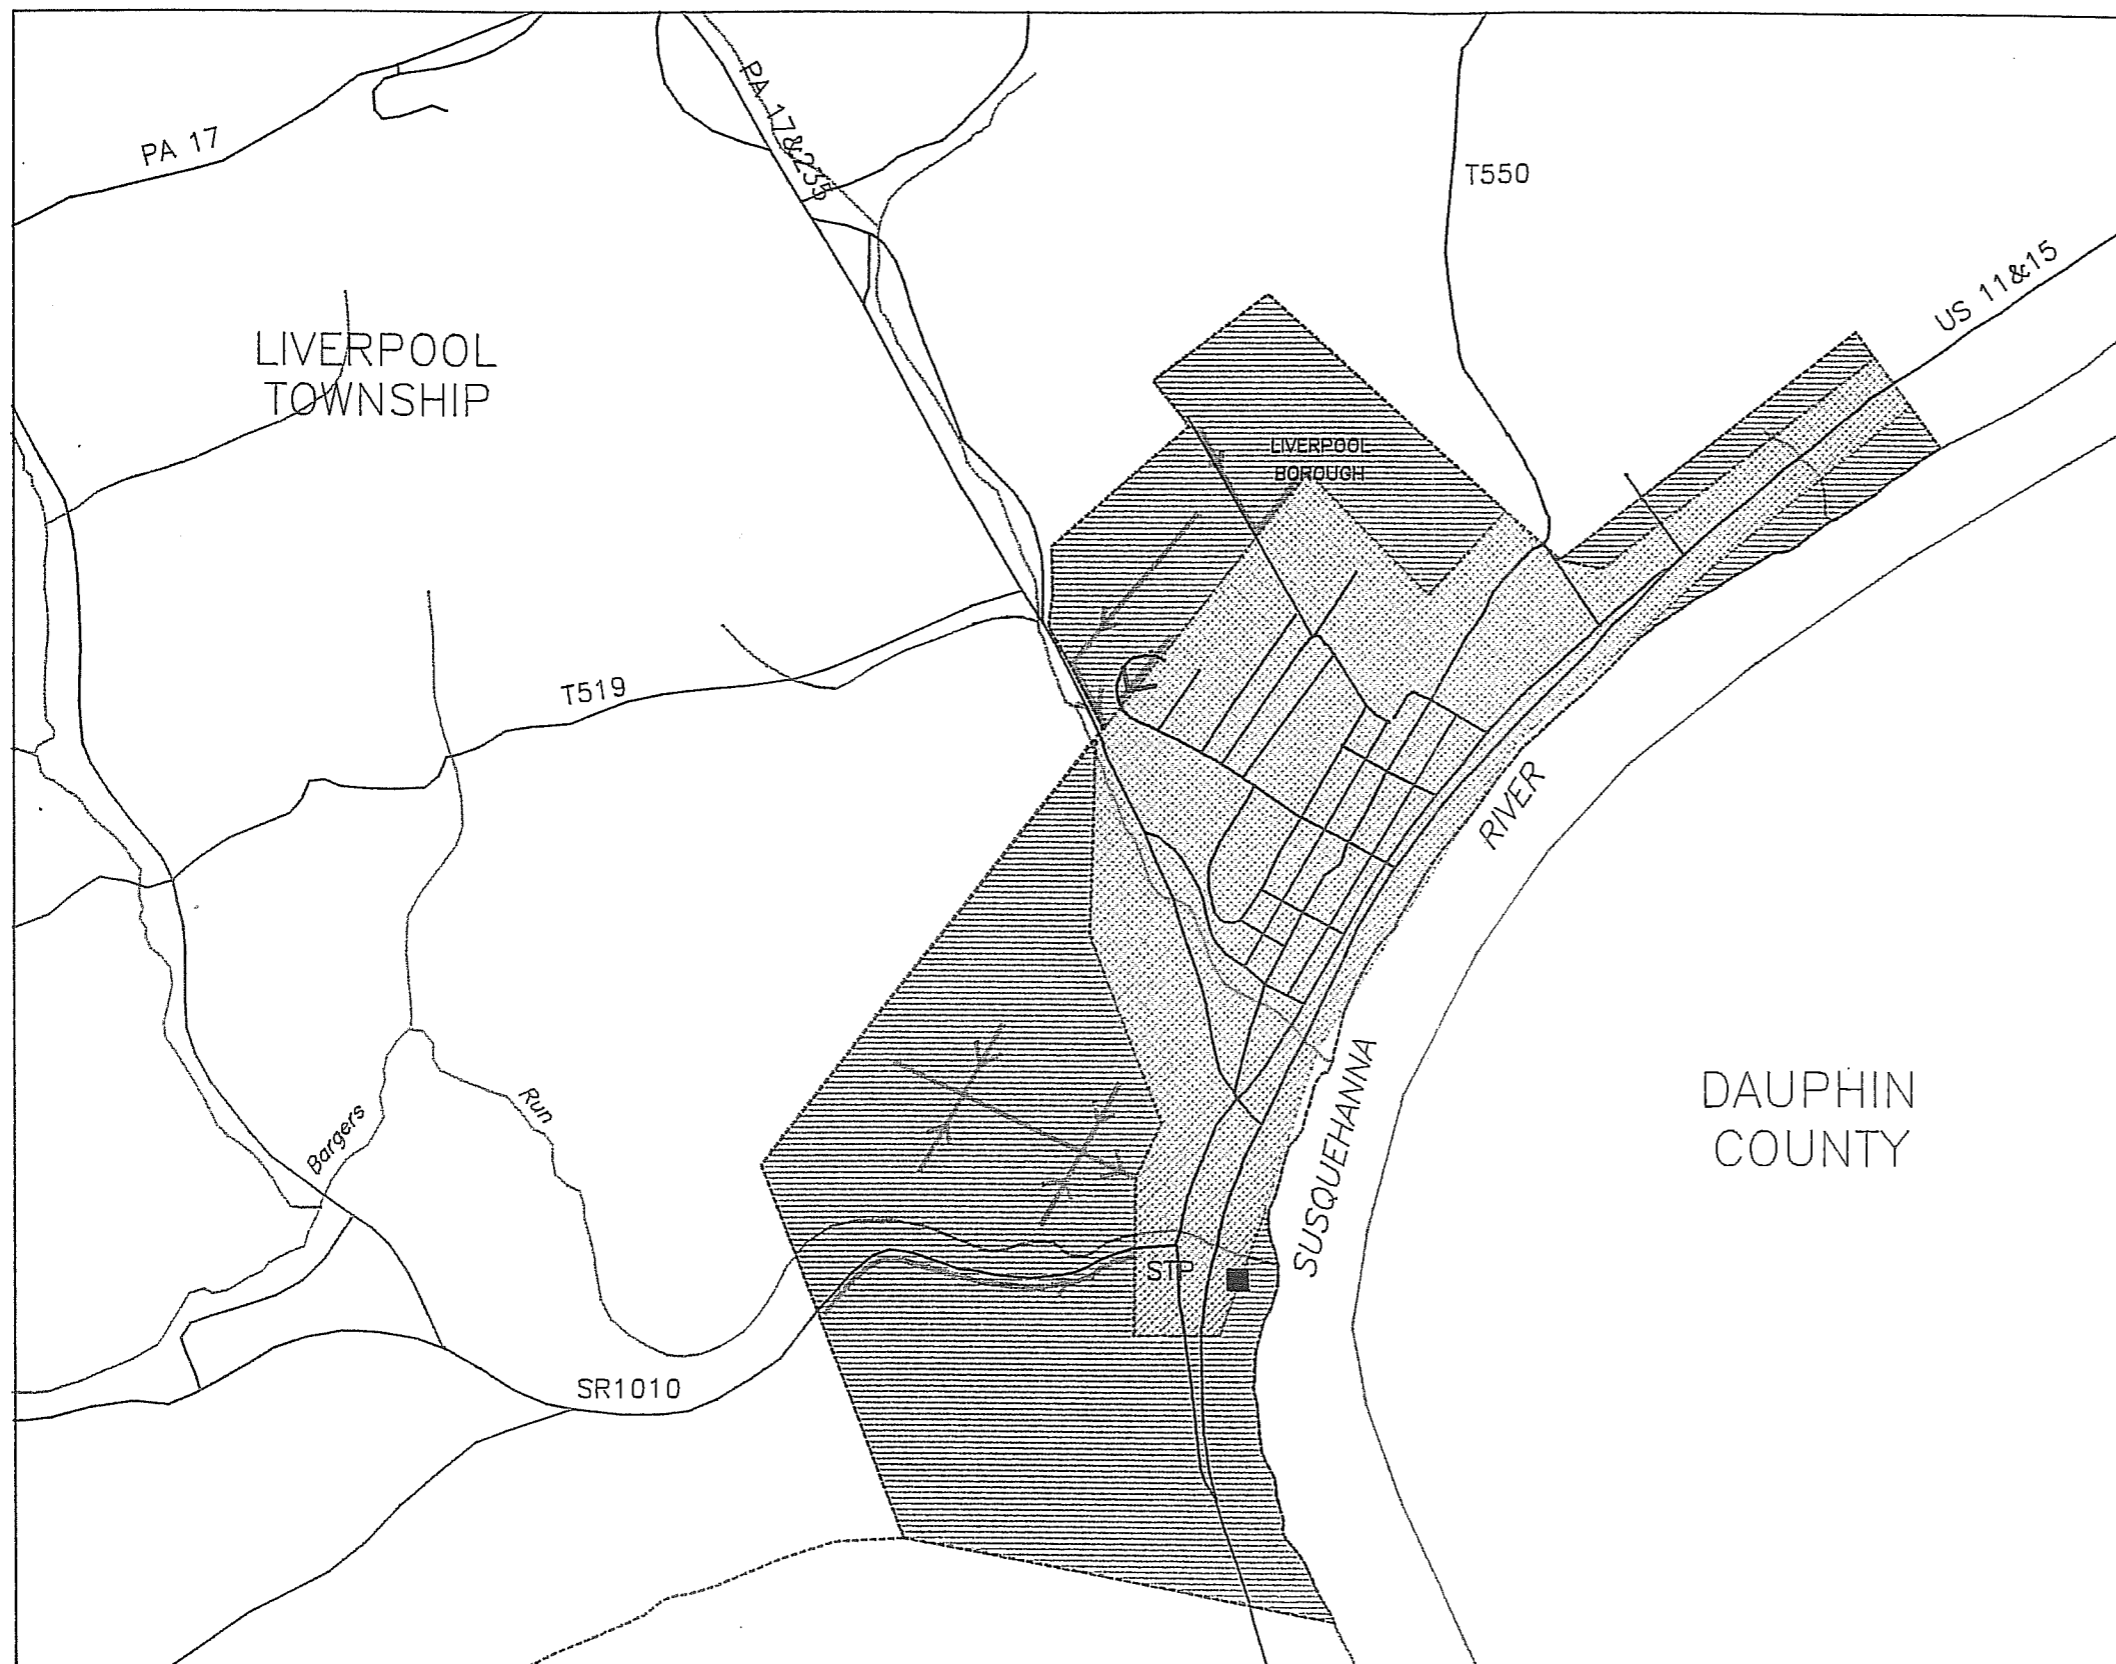 PA 17
PA 17&235
T550
US 11&15
LIVERPOOL
TOWNSHIP
LIVERPOOL
BOROUGH
T519
RIVER
SUSQUEHANNA
DAUPHIN
COUNTY
Bargers
Run
STP
SR1010